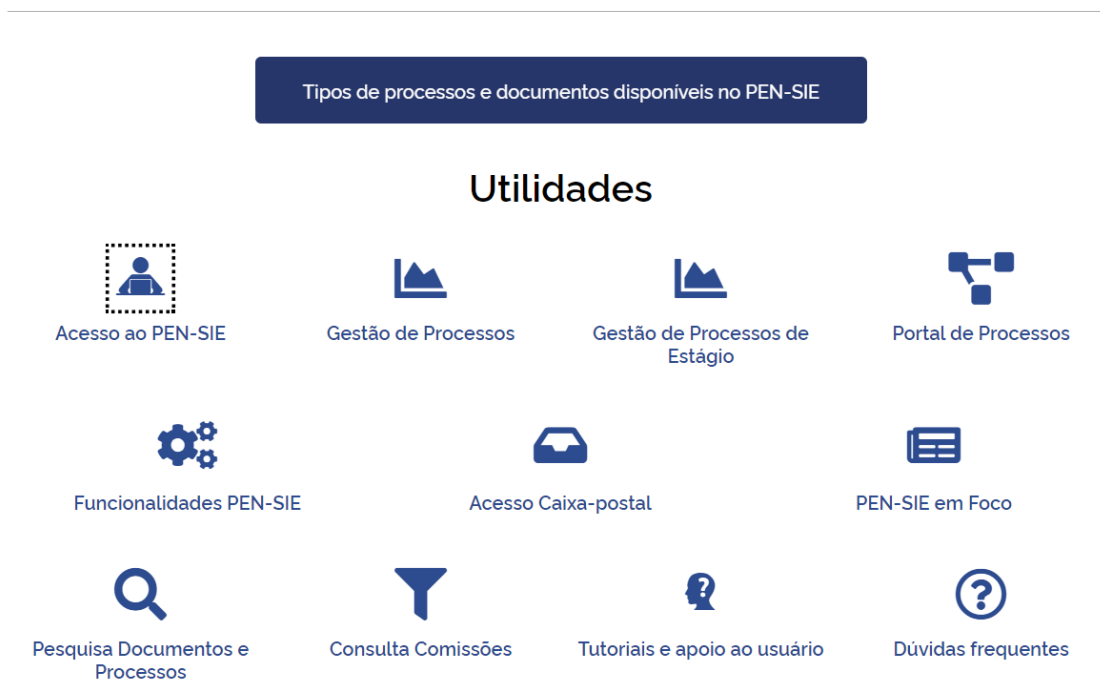 Tipos de processos e documentos disponíveis no PEN-SIE
Utilidades
Acesso ao PEN-SIE
Gestão de Processos
Gestão de Processos de
Estágio
Portal de Processos
Funcionalidades PEN-SIE
Acesso Caixa-postal
PEN-SIE em Foco
Pesquisa Documentos e
Processos
Consulta Comissões
Tutoriais e apoio ao usuário
Dúvidas frequentes